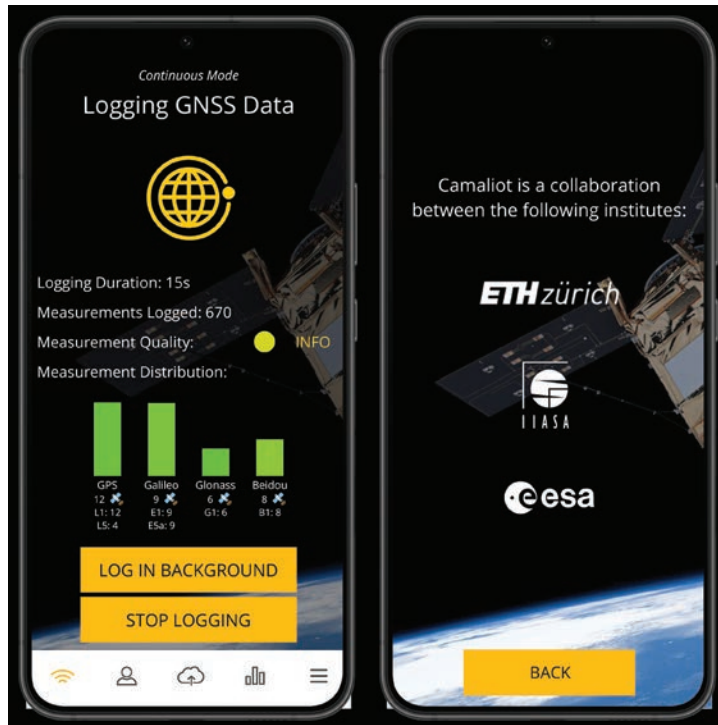 Continuous Mode
Logging GNSS Data
Logging Duration: 15s
Measurements Logged: 670
Measurement Quality:
INFO
Measurement Distribution:
GPS
12
L1: 12
L5: 4
Galileo
9
E1: 9
E5a: 9
Glonass
6
G1: 6
Beidou
8
B1: 8
LOG IN BACKGROUND
STOP LOGGING
Camaliot is a collaboration
between the following institutes:
ETH zürich
IIASA
esa
BACK